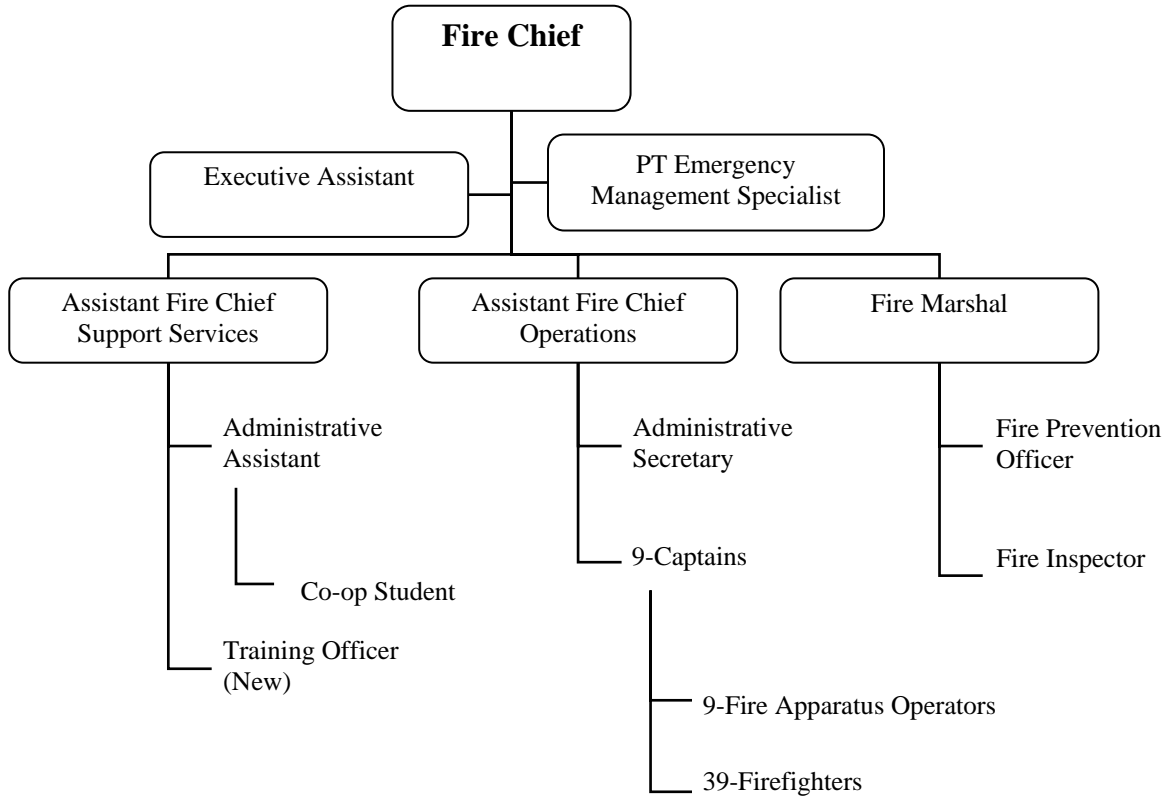 Fire Chief
Executive Assistant
PT Emergency
Management Specialist
Assistant Fire Chief
Support Services
Assistant Fire Chief
Operations
Fire Marshal
Administrative
Assistant
Co-op Student
Training Officer
(New)
Administrative
Secretary
9-Captains
9-Fire Apparatus Operators
39-Firefighters
Fire Prevention
Officer
Fire Inspector